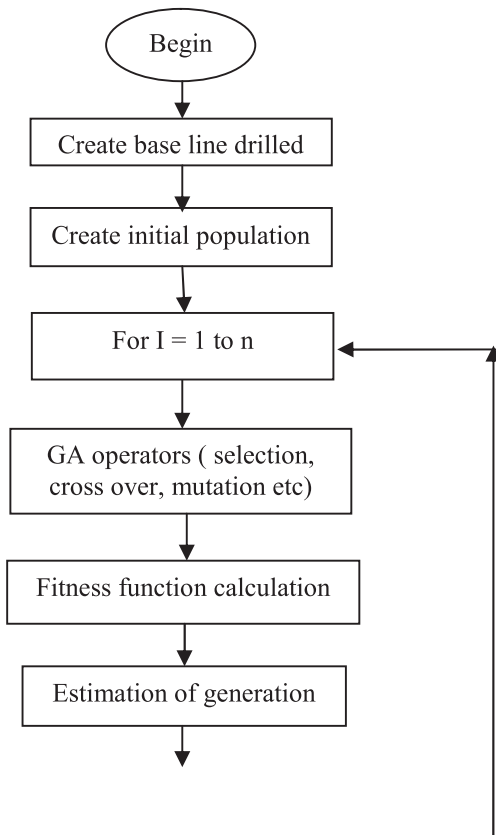 Begin
Create base line drilled
Create initial population
For I = 1 to n
GA operators ( selection,
cross over, mutation etc)
Fitness function calculation
Estimation of generation